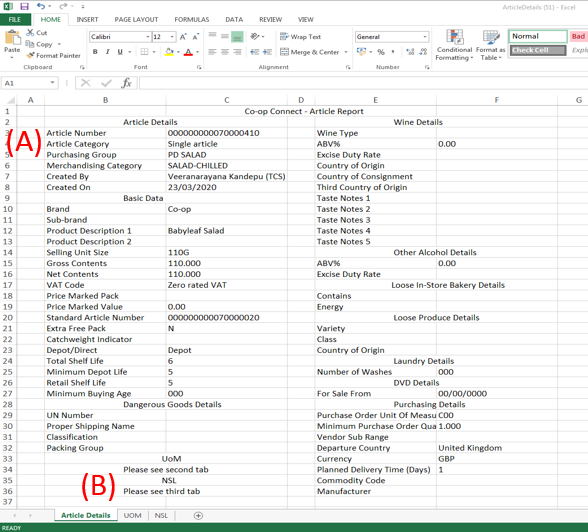 ArticleDetails (51) - E
FILE HOME INSERT PAGE LAYOUT FORMULAS DATA REVIEW VIEW
Cut
Copy
Format Painter
Paste
Clipboard
Calibri 12
B I U
Font
Wrap Text
Merge & Center
Alignment
General
Number
Conditional Formatting
Format as Table
Normal Bad
Check Cell Expla
A1 fx
A B C D E F G
1 Co-op Connect - Article Report
2 Article Details Wine Details
(A)
3 Article Number 000000000070000410 Wine Type
4 Article Category Single article ABV% 0.00
5 Purchasing Group PD SALAD Excise Duty Rate
6 Merchandising Category SALAD-CHILLED Country of Origin
7 Created By Veeranarayana Kandepu (TCS) Country of Consignment
8 Created On 23/03/2020 Third Country of Origin
9 Basic Data Taste Notes 1
10 Brand Co-op Taste Notes 2
11 Sub-brand Taste Notes 3
12 Product Description 1 Babyleaf Salad Taste Notes 4
13 Product Description 2 Taste Notes 5
14 Selling Unit Size 110G Other Alcohol Details
15 Gross Contents 110.000 ABV% 0.00
16 Net Contents 110.000 Excise Duty Rate
17 VAT Code Zero rated VAT Loose In-Store Bakery Details
18 Price Marked Pack Contains
19 Price Marked Value 0.00 Energy
20 Standard Article Number 000000000070000020 Loose Produce Details
21 Extra Free Pack N Variety
22 Catchweight Indicator Class
23 Depot/Direct Depot Country of Origin
24 Total Shelf Life 6 Laundry Details
25 Minimum Depot Life 5 Number of Washes 000
26 Retail Shelf Life 5 DVD Details
27 Minimum Buying Age 000 For Sale From 00/00/0000
28 Dangerous Goods Details Purchasing Details
29 UN Number Purchase Order Unit Of Measu C00
30 Proper Shipping Name Minimum Purchase Order Qua 1.000
31 Classification Vendor Sub Range
32 Packing Group Departure Country United Kingdom
33 UoM Currency GBP
34 Please see second tab Planned Delivery Time (Days) 1
35 NSL Commodity Code
(B)
36 Please see third tab Manufacturer
37
Article Details UOM NSL
READY